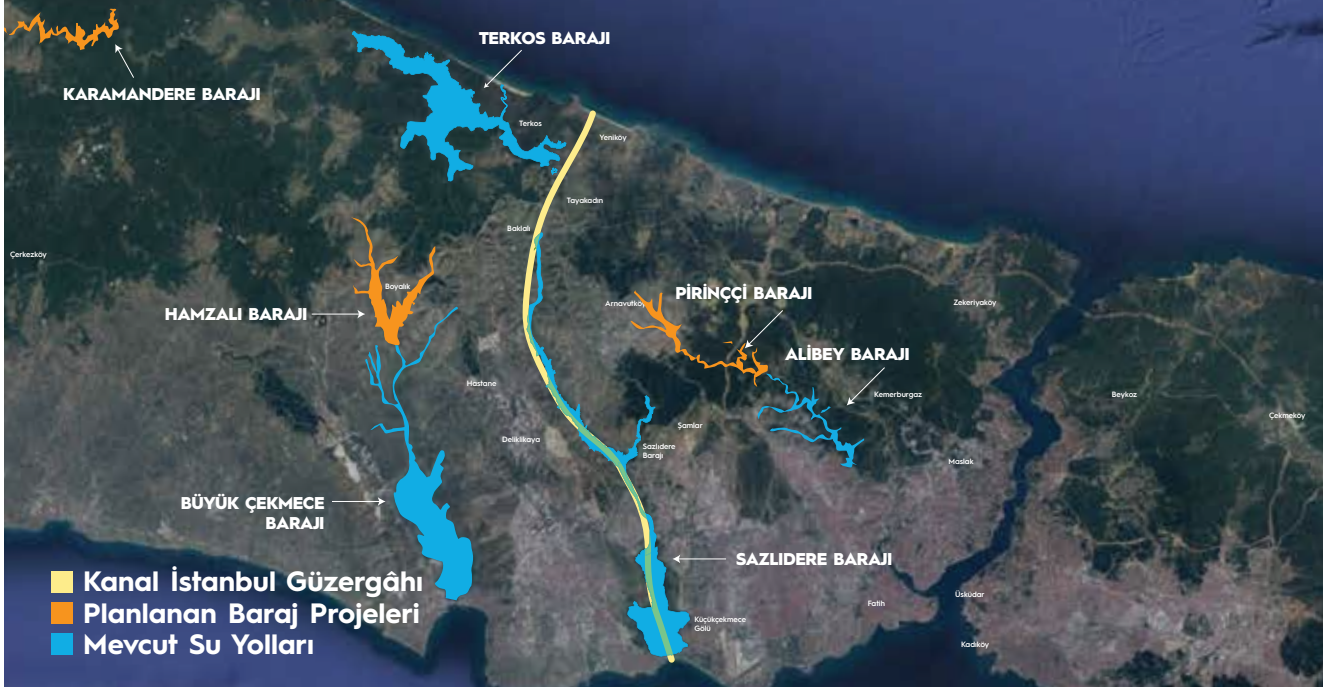 TERKOS BARAJI
KARAMANDERE BARAJI
Terkos
Yeniköy
Tayakadın
Baklalı
Çerkezköy
Boyalık
HAMZALI BARAJI
Arnavutköy
PİRİNÇÇİ BARAJI
Zekeriyaköy
ALİBEY BARAJI
Hastane
Kemerburgaz
Beykoz
Çekmeköy
Deliklikaya
Şamlar
Sazlıdere
Barajı
Maslak
BÜYÜK ÇEKMECE
BARAJI
SAZLIDERE BARAJI
Kanal İstanbul Güzergâhı
Planlanan Baraj Projeleri
Mevcut Su Yolları
Küçükçekmece
Gölü
Fatih
Üsküdar
Kadıköy